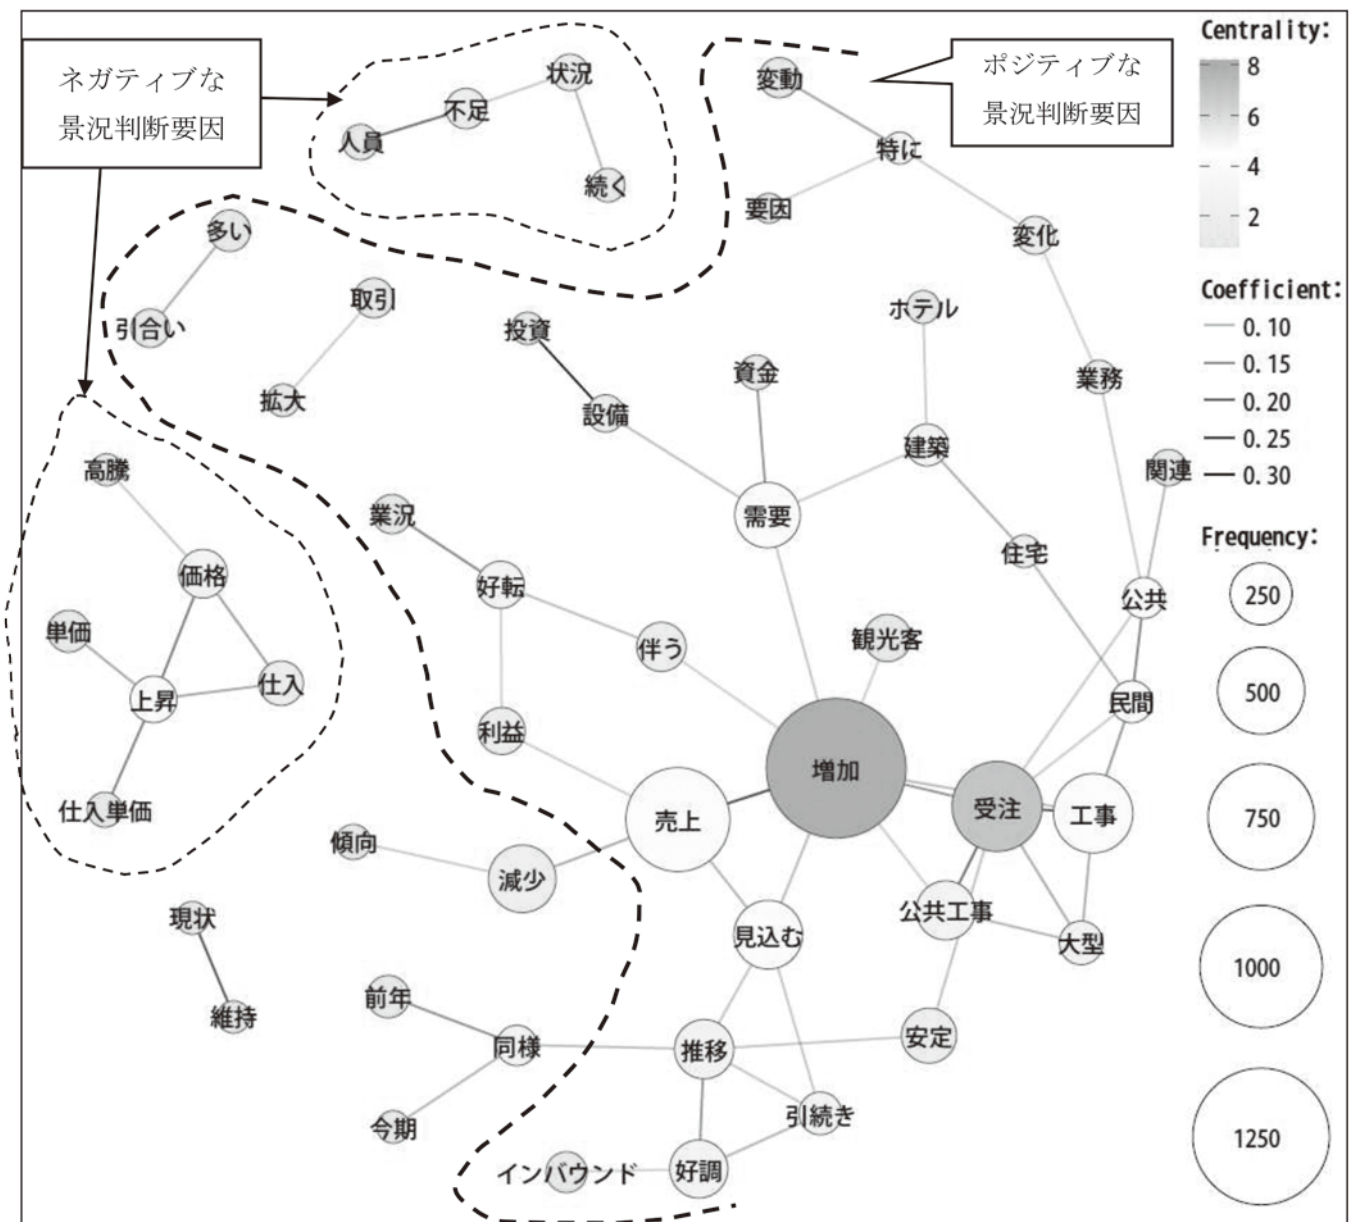 ネガティブな
景況判断要因
ポジティブな
景況判断要因
状況
不足
人員
続く
変動
特に
要因
変化
多い
引合い
取引
拡大
投資
設備
資金
ホテル
建築
業務
関連
需要
住宅
公共
民間
高騰
価格
単価
上昇
仕入
仕入単価
業況
好転
伴う
利益
観光客
増加
受注
工事
売上
傾向
減少
公共工事
大型
見込む
現状
維持
前年
同様
今期
推移
安定
引続き
インバウンド
好調
Centrality:
8
6
4
2
Coefficient:
0.10
0.15
0.20
0.25
0.30
Frequency:
250
500
750
1000
1250